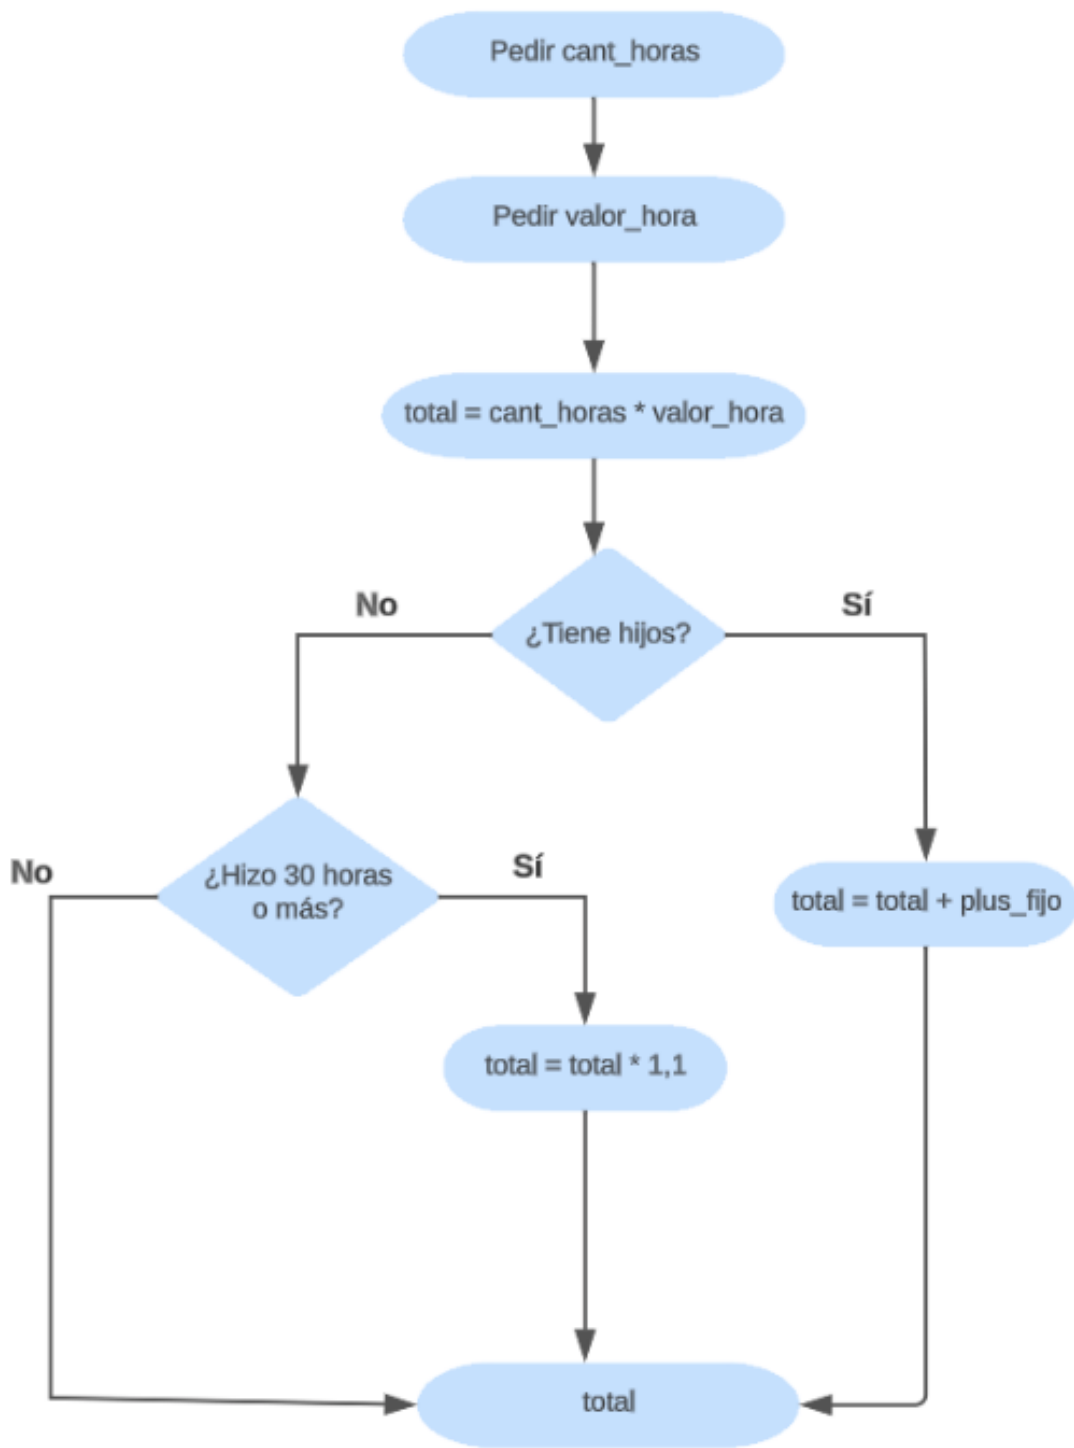 Pedir cant_horas
Pedir valor_hora
total = cant_horas * valor_hora
No
Sí
¿Tiene hijos?
No
Sí
¿Hizo 30 horas
o más?
total = total + plus_fijo
total = total * 1,1
total